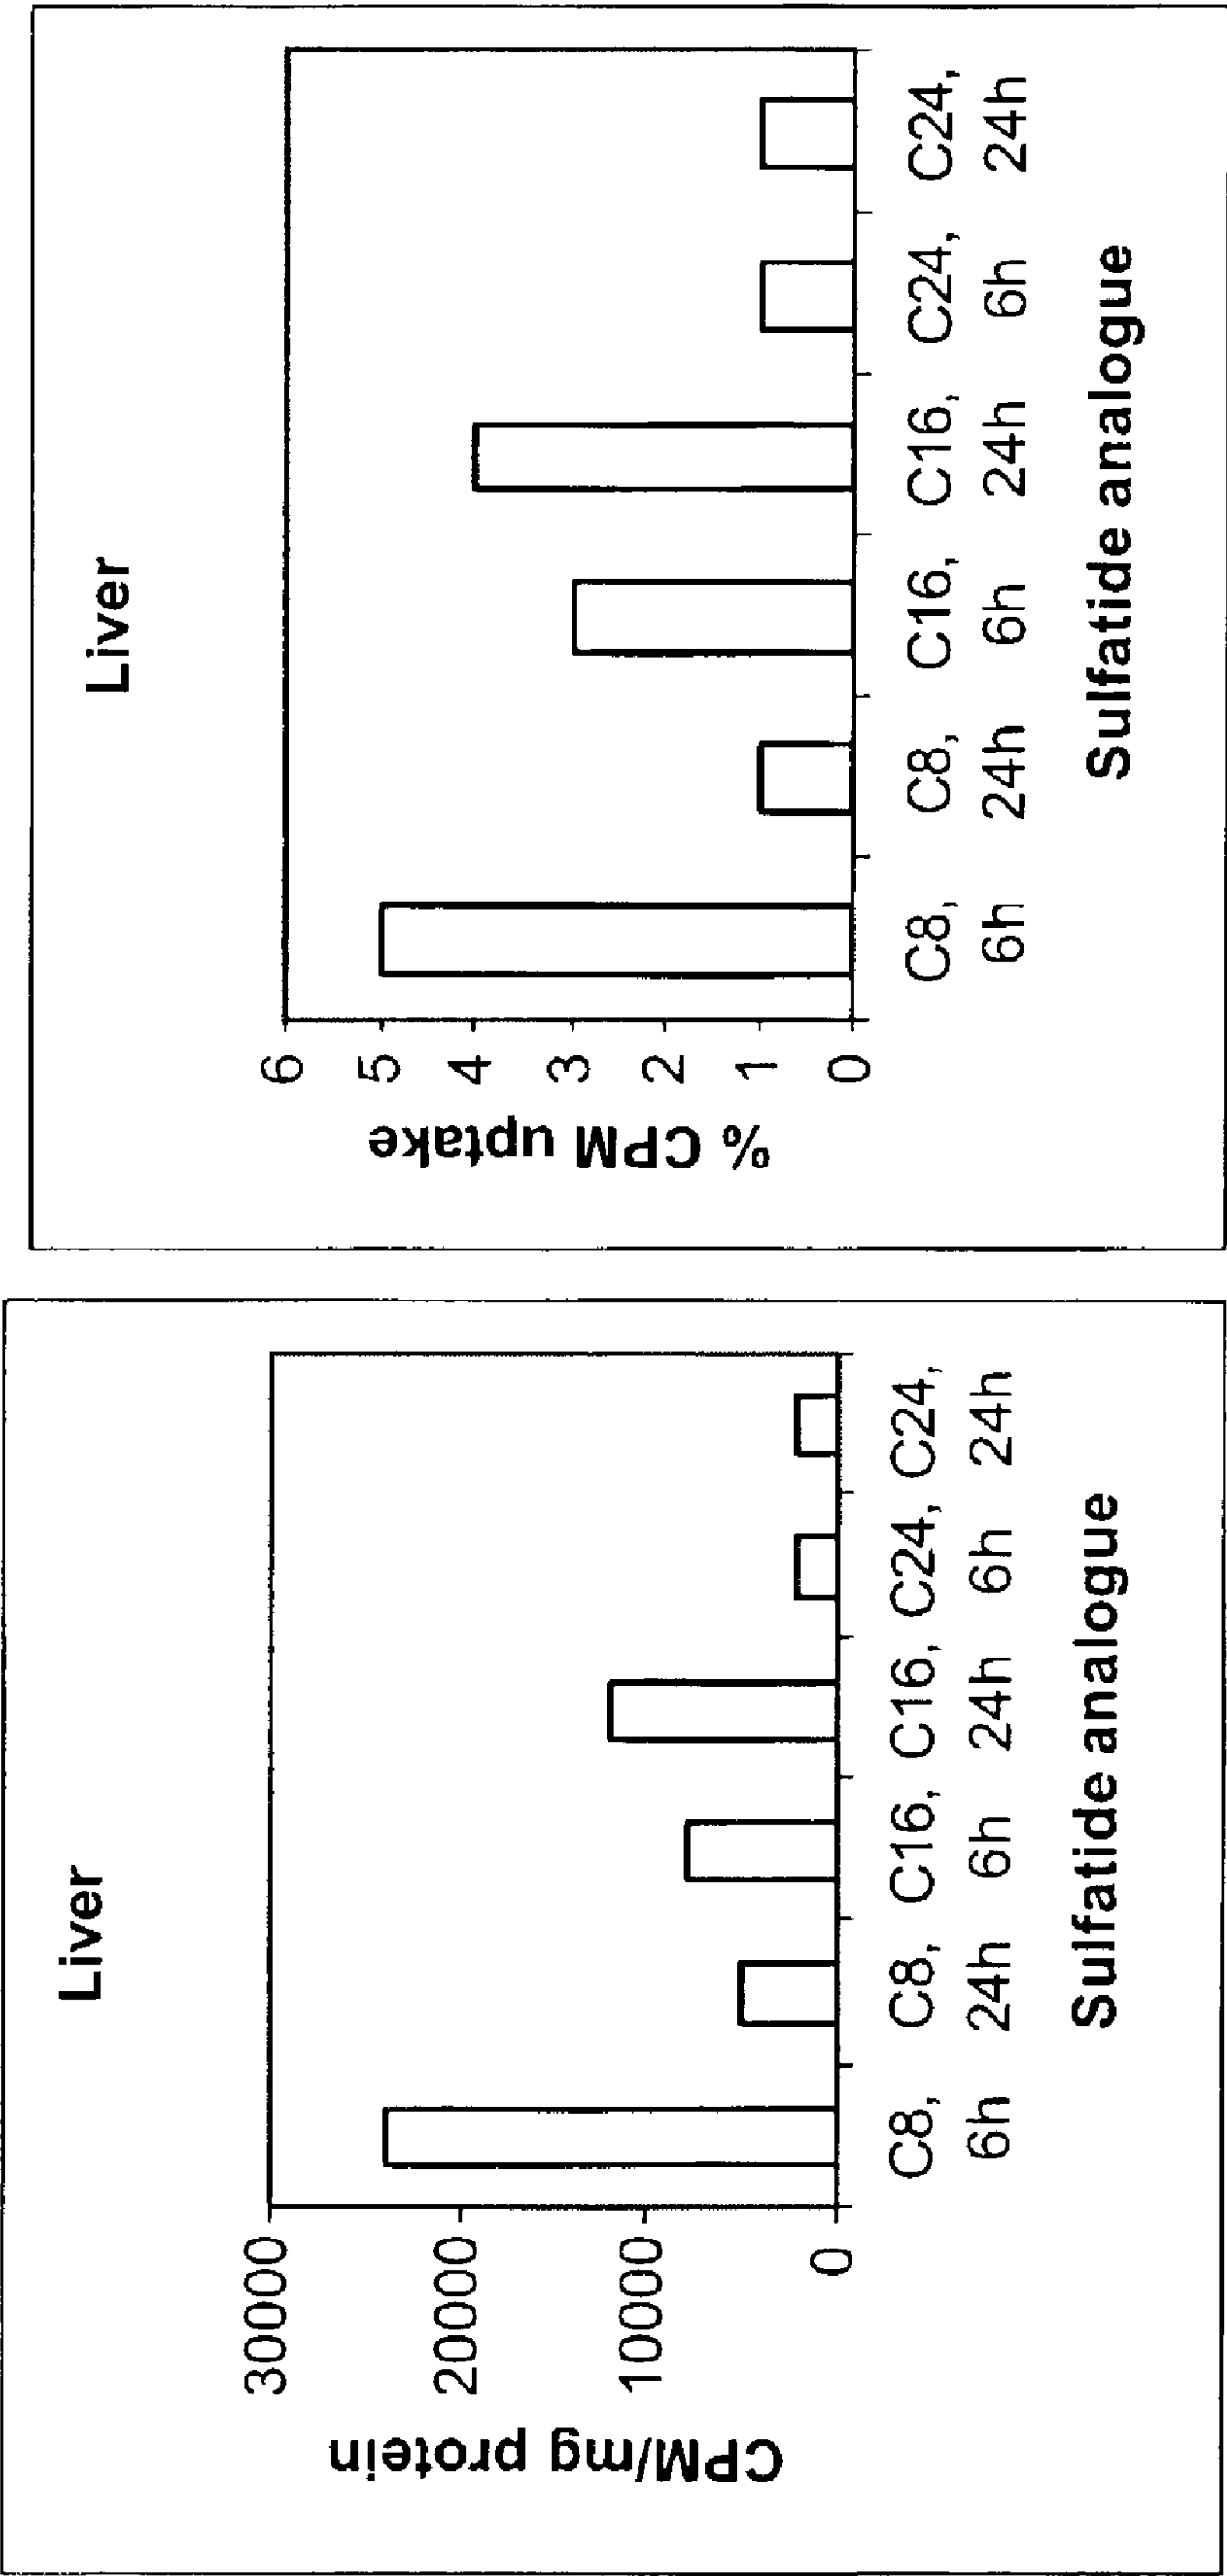 Liver
CPM/mg protein
30000
20000
10000
0
C8, C8, C16, C16, C24, C24,
6h 24h 6h 24h 6h 24h
Sulfatide analogue
Liver
% CPM uptake
6
5
4
3
2
1
0
C8, C8, C16, C16, C24, C24,
6h 24h 6h 24h 6h 24h
Sulfatide analogue